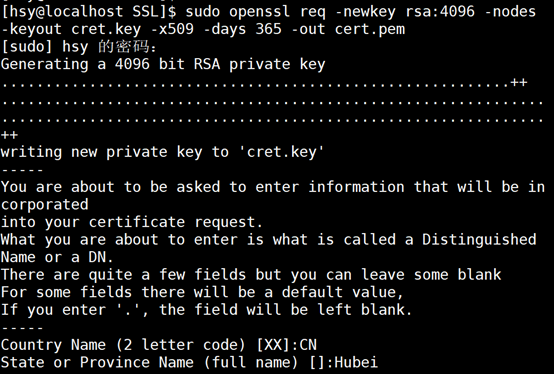 [hsy@localhost SSL]$ sudo openssl req -newkey rsa:4096 -nodes
-keyout cret.key -x509 -days 365 -out cert.pem
[sudo] hsy 的密码：
Generating a 4096 bit RSA private key
..........................................................++
..............................................................
..............................................................
++
writing new private key to 'cret.key'
-----
You are about to be asked to enter information that will be in
corporated
into your certificate request.
What you are about to enter is what is called a Distinguished
Name or a DN.
There are quite a few fields but you can leave some blank
For some fields there will be a default value,
If you enter '.', the field will be left blank.
-----
Country Name (2 letter code) [XX]:CN
State or Province Name (full name) []:Hubei